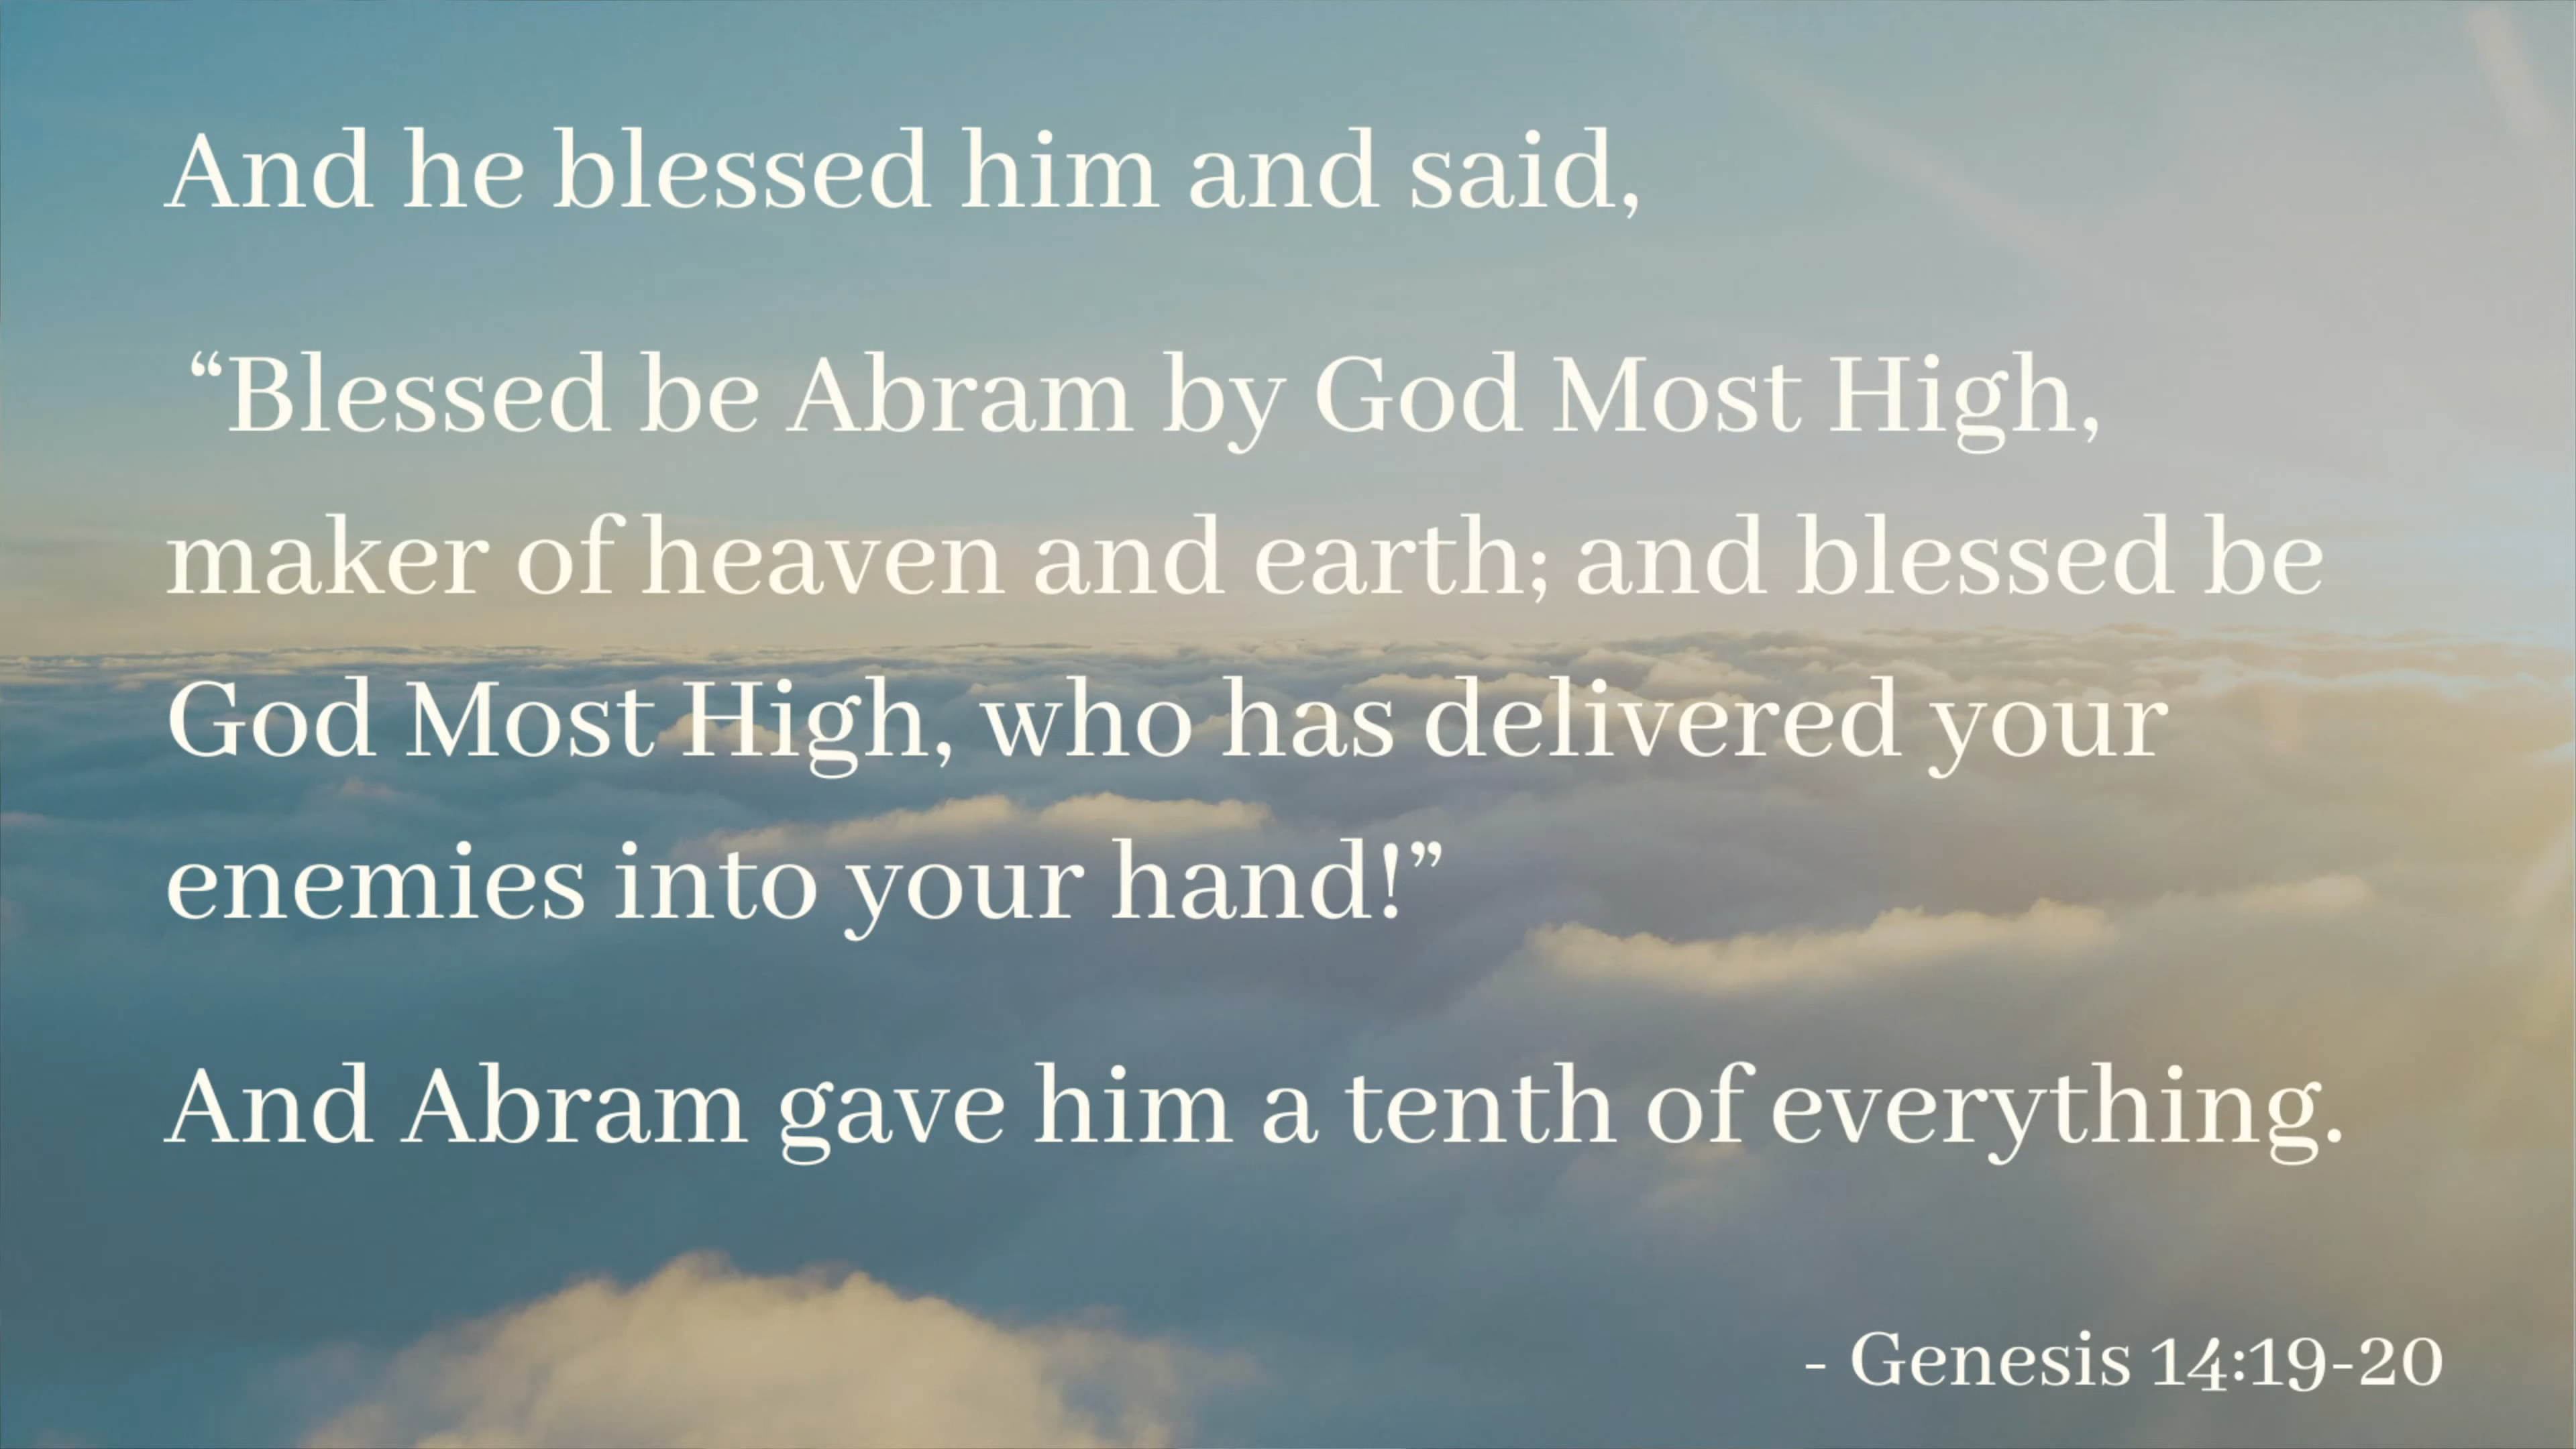 And he blessed him and said,
“Blessed be Abram by God Most High,
maker of heaven and earth; and blessed be
God Most High, who has delivered your
enemies into your hand!”
And Abram gave him a tenth of everything.
- Genesis 14:19-20